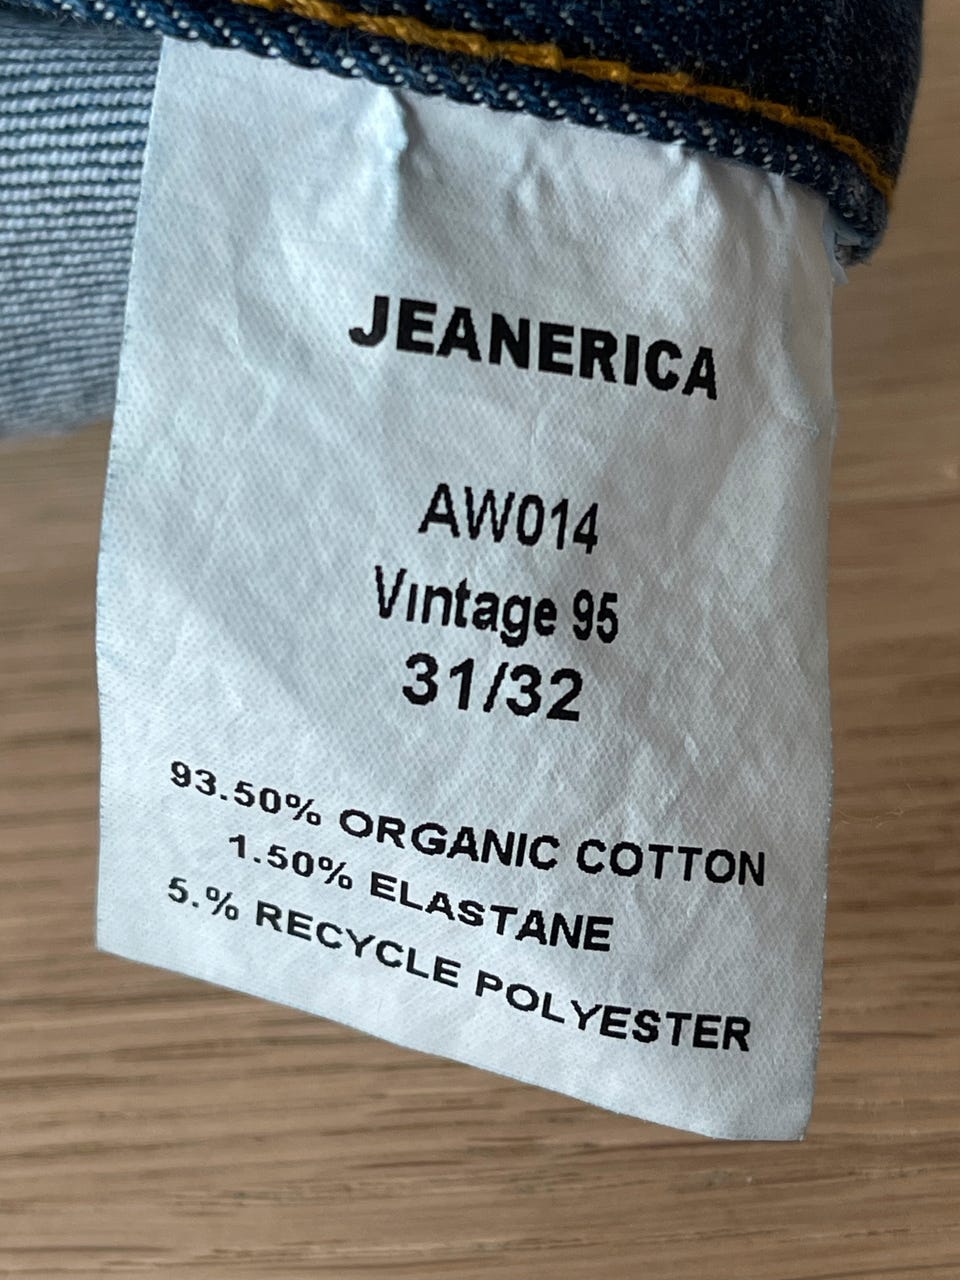 JEANERICA
AW014
Vintage 95
31/32
93.50% ORGANIC COTTON
1.50% ELASTANE
5.% RECYCLE POLYESTER